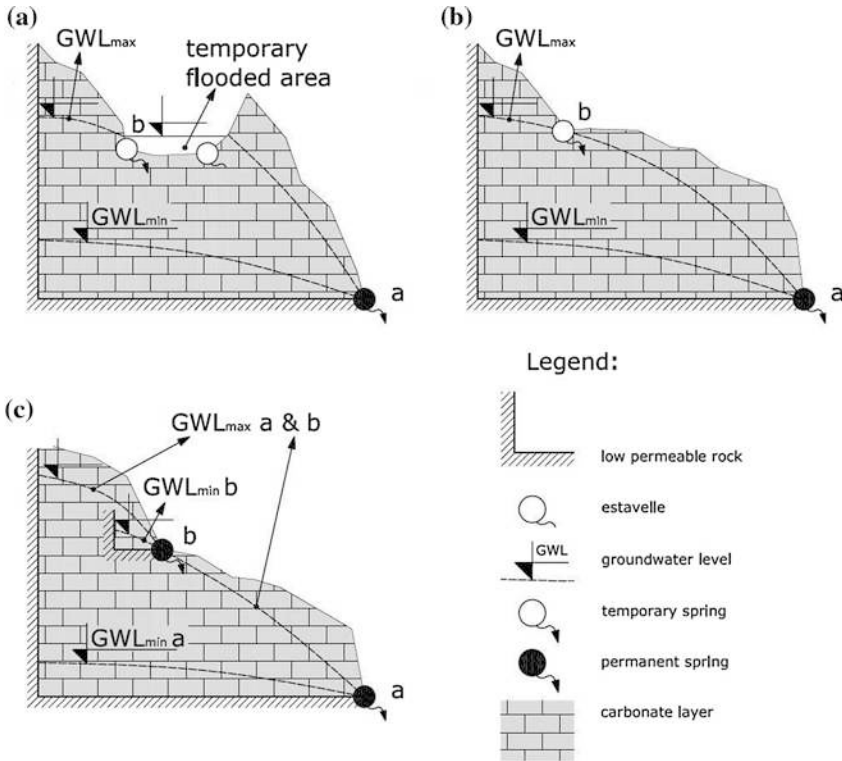 (a)
GWLmax
temporary
flooded area
b
GWLmin
a
(b)
GWLmax
b
GWLmin
a
(c)
GWLmax a & b
GWLmin b
b
GWLmin a
a
Legend:
low permeable rock
estavelle
GWL
groundwater level
temporary spring
permanent spring
carbonate layer